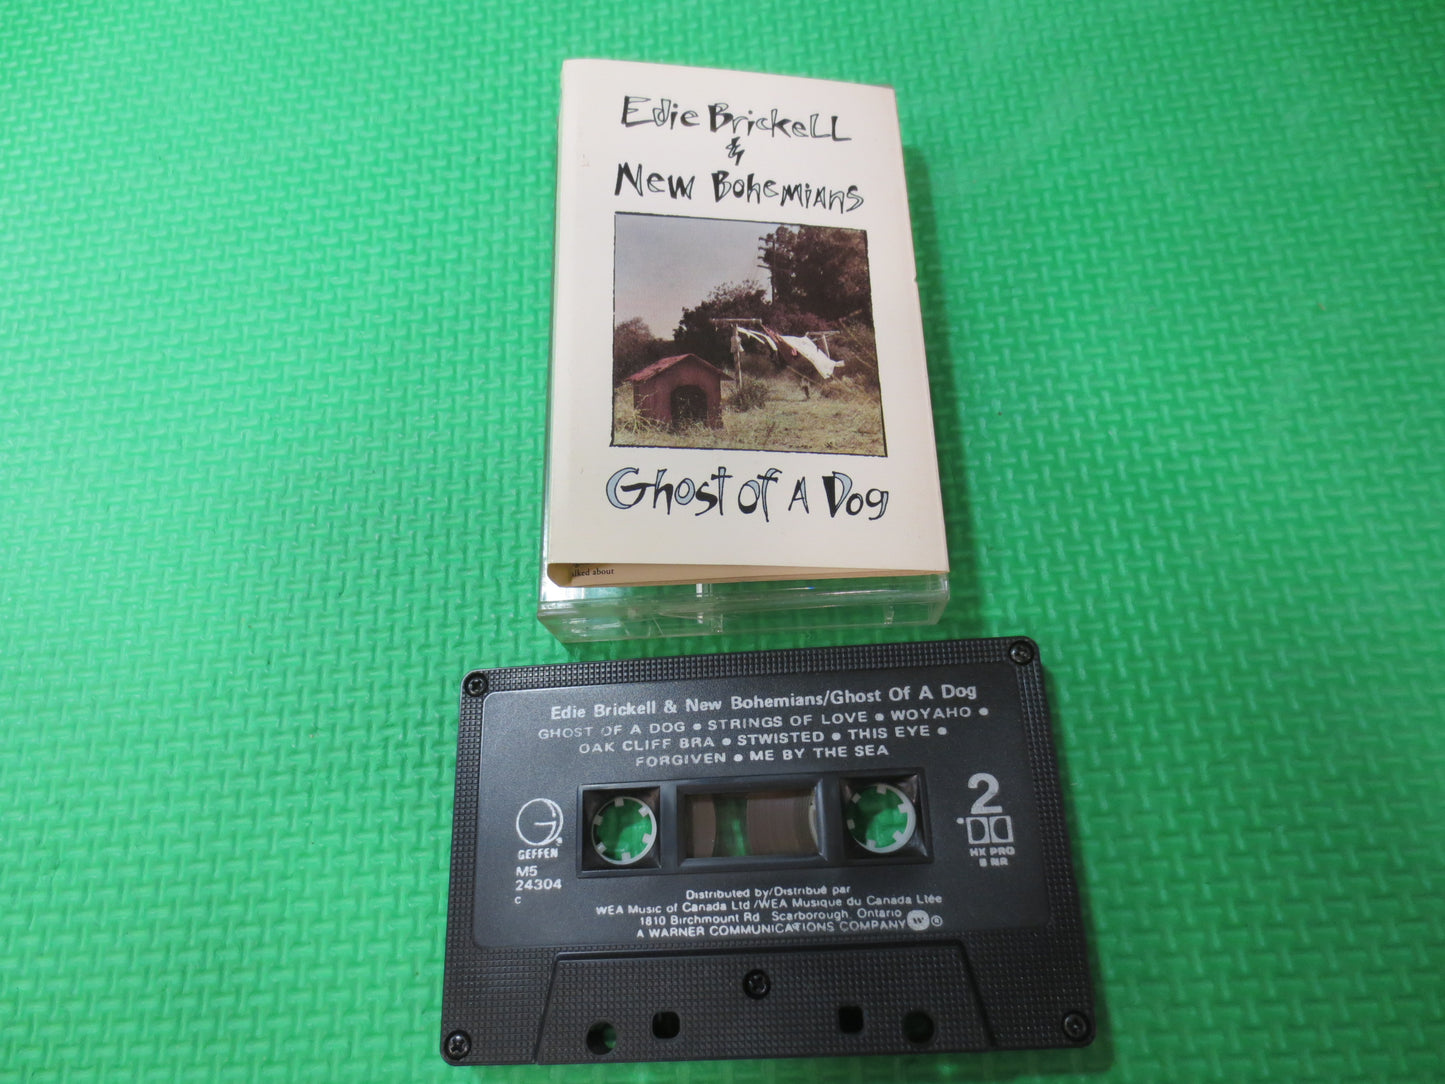 Edie Brickell
&
New Bohemians
Ghost of A Dog
alked about
Edie Brickell & New Bohemians/Ghost Of A Dog
GHOST OF A DOG ● STRINGS OF LOVE ● WOYAHO ●
OAK CLIFF BRA ● STWISTED ● THIS EYE ●
FORGIVEN ● ME BY THE SEA
2
G
GEFFEN
M5
24304
c
HX PRO
B NR
Distributed by/Distribué par
WEA Music of Canada Ltd /WEA Musique du Canada Ltée
1810 Birchmount Rd Scarborough, Ontario
A WARNER COMMUNICATIONS COMPANY W ®